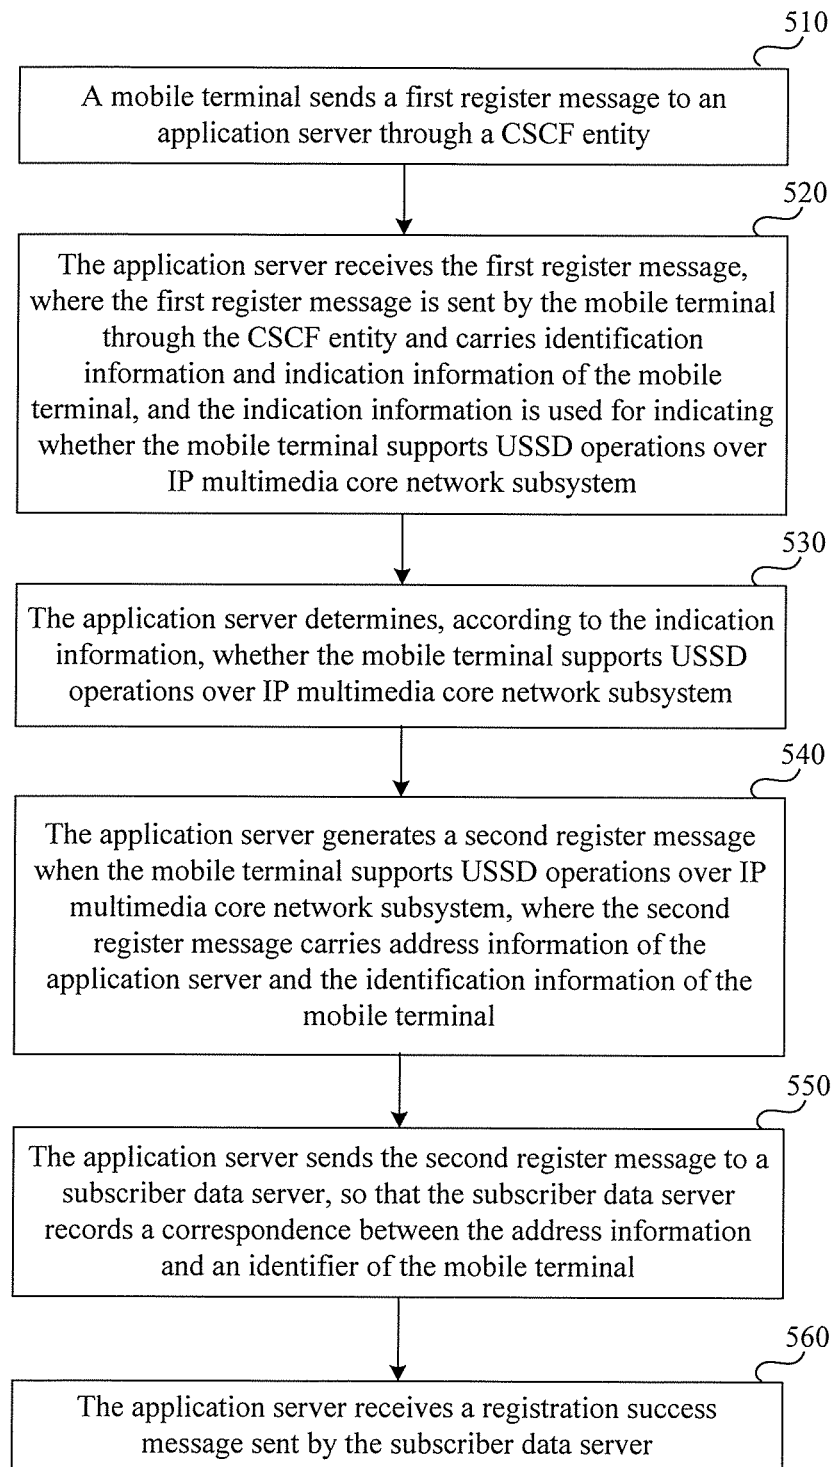 510
A mobile terminal sends a first register message to an
application server through a CSCF entity
520
The application server receives the first register message,
where the first register message is sent by the mobile terminal
through the CSCF entity and carries identification
information and indication information of the mobile
terminal, and the indication information is used for indicating
whether the mobile terminal supports USSD operations over
IP multimedia core network subsystem
530
The application server determines, according to the indication
information, whether the mobile terminal supports USSD
operations over IP multimedia core network subsystem
540
The application server generates a second register message
when the mobile terminal supports USSD operations over IP
multimedia core network subsystem, where the second
register message carries address information of the
application server and the identification information of the
mobile terminal
550
The application server sends the second register message to a
subscriber data server, so that the subscriber data server
records a correspondence between the address information
and an identifier of the mobile terminal
560
The application server receives a registration success
message sent by the subscriber data server